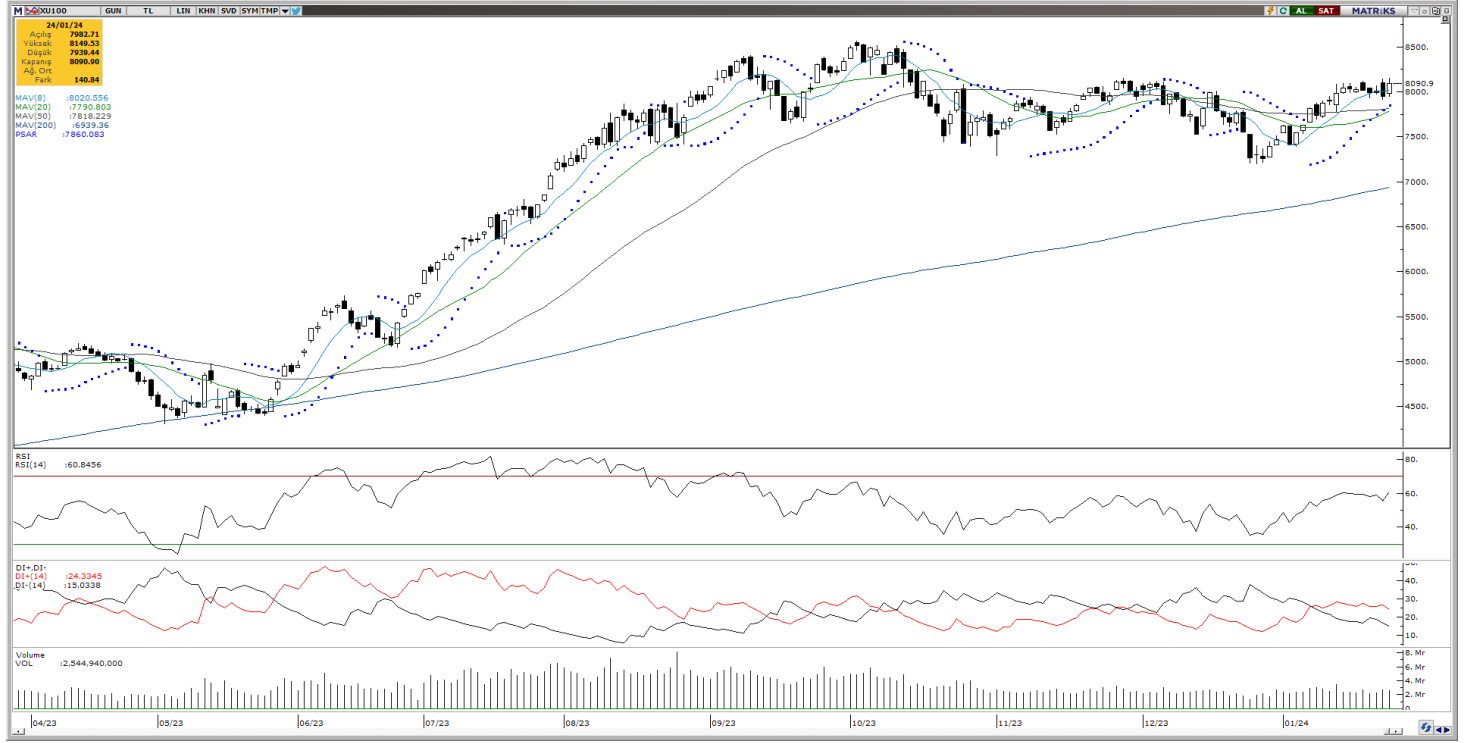 M XU100 GUN TL LIN KHN SVD SYM TMP C AL SAT MATRiKS
24/01/24
Açılış 7982.71
Yüksek 8149.53
Düşük 7939.44
Kapanış 8090.90
Ağ. Ort
Fark 140.84
MAV(8) :8020.556
MAV(20) :7790.803
MAV(50) :7818.229
MAV(200) :6939.36
PSAR :7860.083
8500.
8090.9
8000.
7500.
7000.
6500.
6000.
5500.
5000.
4500.
RSI
RSI(14) :60.8456
80.
60.
40.
DI+,DI-
DI+(14) :24.3345
DI-(14) :15.0338
40.
30.
20.
10.
Volume
VOL :2,544,940,000
8. Mr
6. Mr
4. Mr
2. Mr
0.
04/23 05/23 06/23 07/23 08/23 09/23 10/23 11/23 12/23 01/24